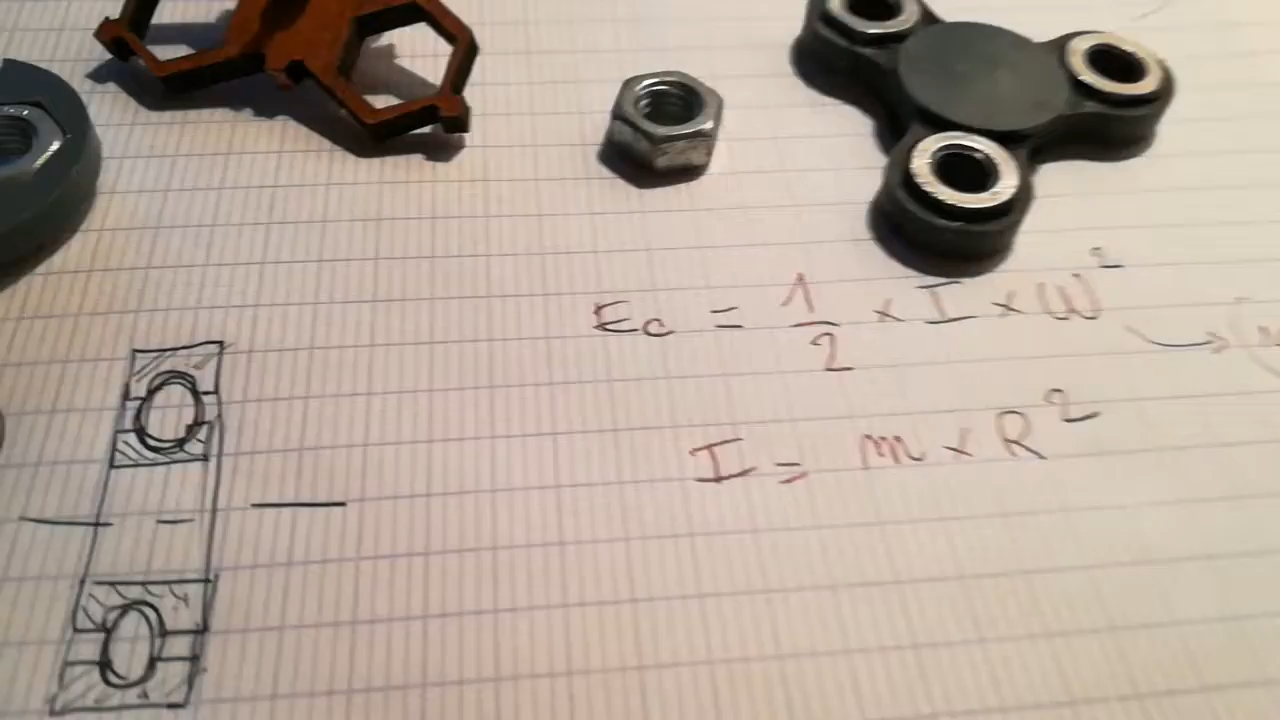 Ec = 1/2 × I × W²
I = m × R²